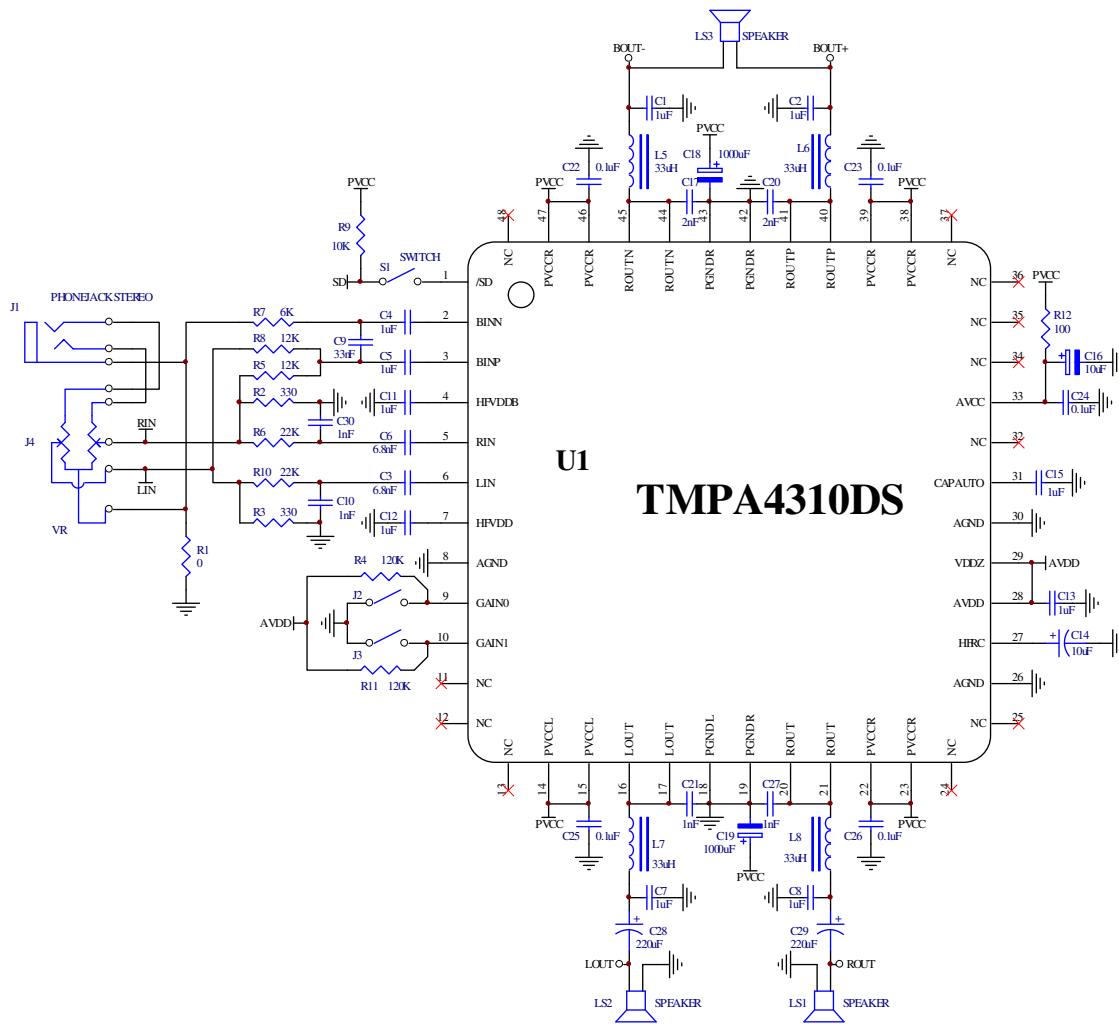 LS3 SPEAKER
BOUT- BOUT+
C1
1uF
C2
1uF
PVCC
L5
33uH
C18 1000uF
L6
33uH
C22 0.1uF
C23 0.1uF
PVCC
PVCC
C17
2nF
C20
2nF
48 47 46 45 44 43 42 41 40 39 38 37
NC PVCCR PVCCR ROUTN ROUTN PGNDR PGNDR ROUTP ROUTP PVCCR PVCCR NC
PVCC
R9
10K
SD
S1 SWITCH
1 /SD
J1 PHONEJACK STEREO
R7 6K
C4
1uF
2 BINN
R8 12K
C9
33nF
C5
1uF
3 BINP
R5 12K
R2 330
C11
1uF
4 HFVDDB
C30
1nF
RIN
J4
R6 22K
C6
6.8nF
5 RIN
LIN
R10 22K
C3
6.8nF
6 LIN
C10
1nF
R3 330
C12
1uF
7 HFVDD
VR
R1
0
8 AGND
R4 120K
J2
9 GAIN0
AVDD
J3
10 GAIN1
R11 120K
11 NC
12 NC
U1
TMPA4310DS
NC 36
PVCC
NC 35
R12
100
NC 34
C16
10uF
AVCC 33
C24
0.1uF
NC 32
CAPAUTO 31
C15
1uF
AGND 30
VDDZ 29 AVDD
AVDD 28
C13
1uF
HFRC 27
C14
10uF
AGND 26
NC 25
NC PVCCL PVCCL LOUT LOUT PGNDL PGNDR ROUT ROUT PVCCR PVCCR NC
13 14 15 16 17 18 19 20 21 22 23 24
C21
1nF
C27
1nF
PVCC
PVCC
C25 0.1uF
C26 0.1uF
L7
33uH
C19
1000uF
PVCC
L8
33uH
C7
1uF
C8
1uF
C28
220uF
C29
220uF
LOUT ROUT
LS2 SPEAKER
LS1 SPEAKER